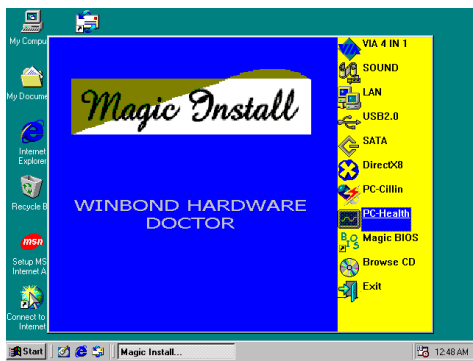 My Compu
My Docume
Internet
Explorer
Recycle B
msn
Setup MS
Internet A
Connect to
Internet
Magic Install
WINBOND HARDWARE
DOCTOR
VIA 4 IN 1
SOUND
LAN
USB2.0
SATA
DirectX8
PC-Cillin
PC-Health
BIOS
Magic BIOS
Browse CD
Exit
Start
Magic Install...
12:48 AM